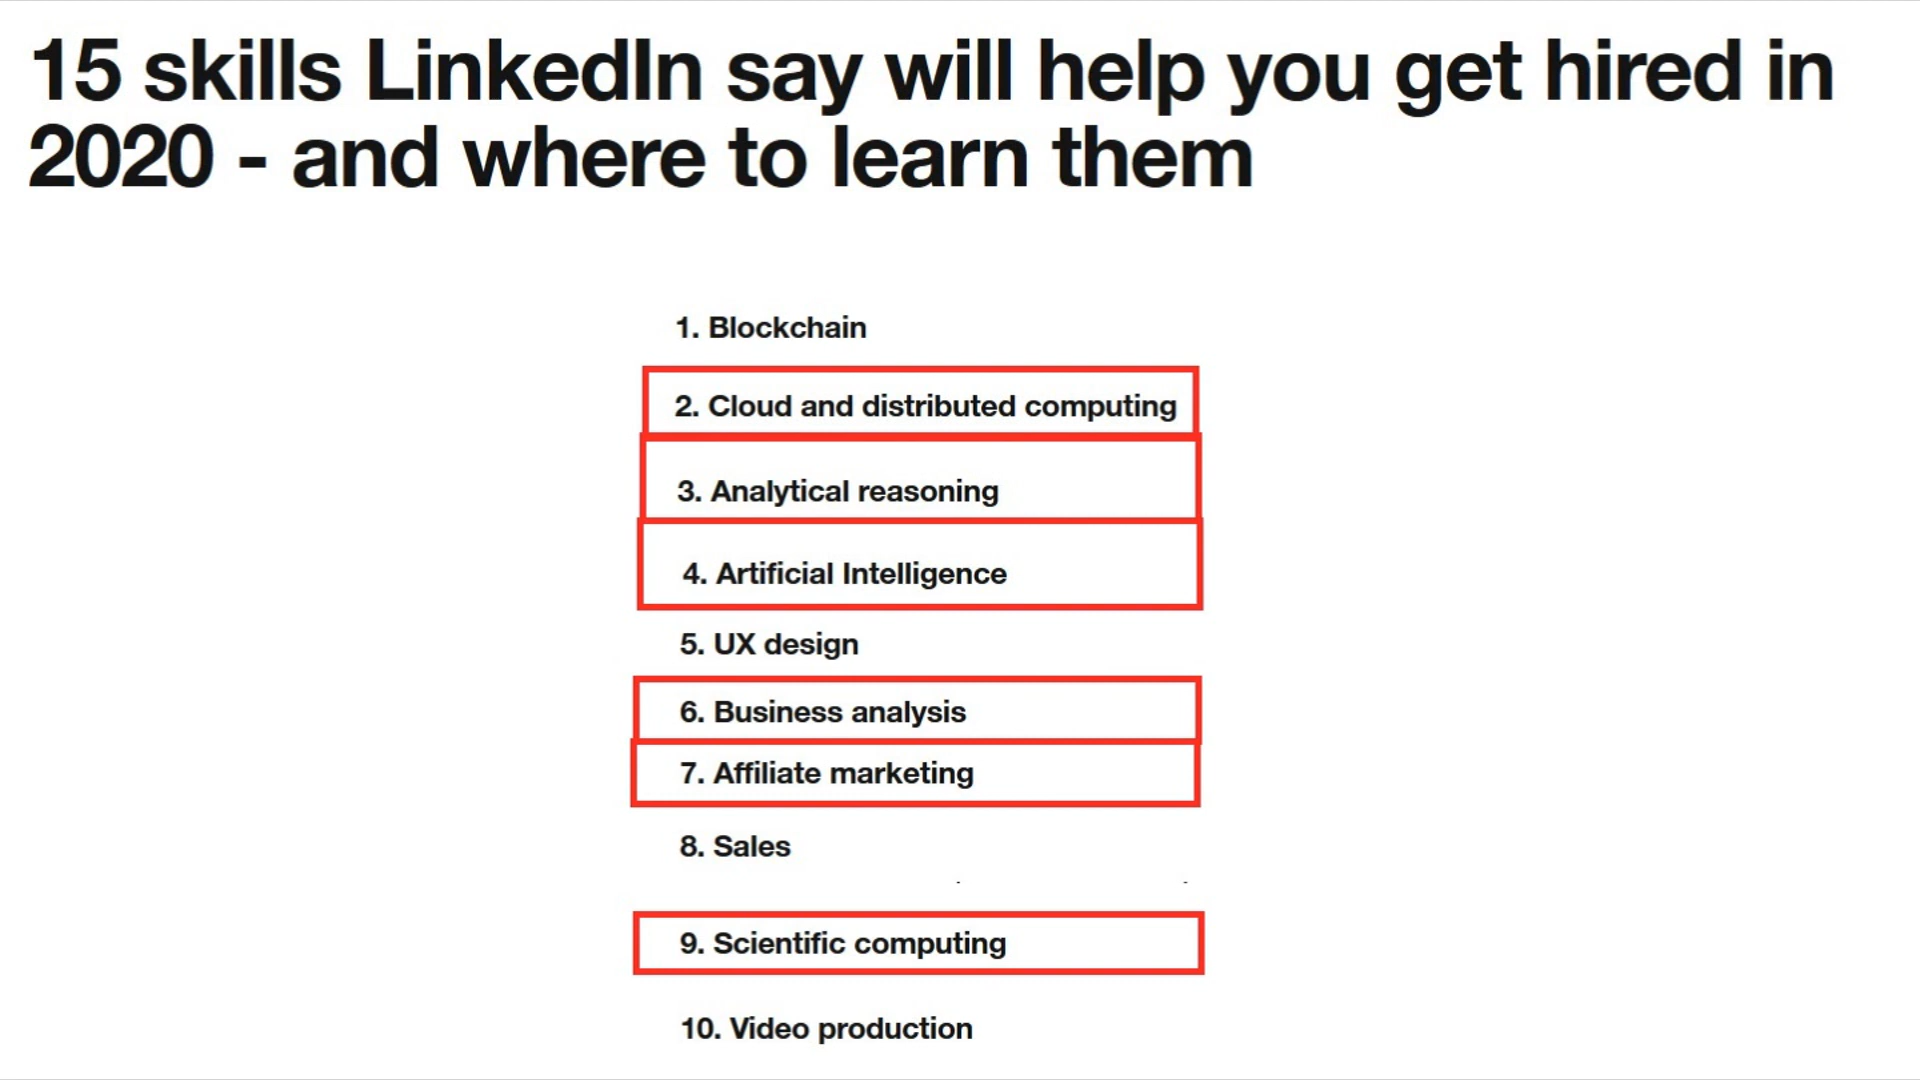 15 skills LinkedIn say will help you get hired in
2020 - and where to learn them
1. Blockchain
2. Cloud and distributed computing
3. Analytical reasoning
4. Artificial Intelligence
5. UX design
6. Business analysis
7. Affiliate marketing
8. Sales
9. Scientific computing
10. Video production